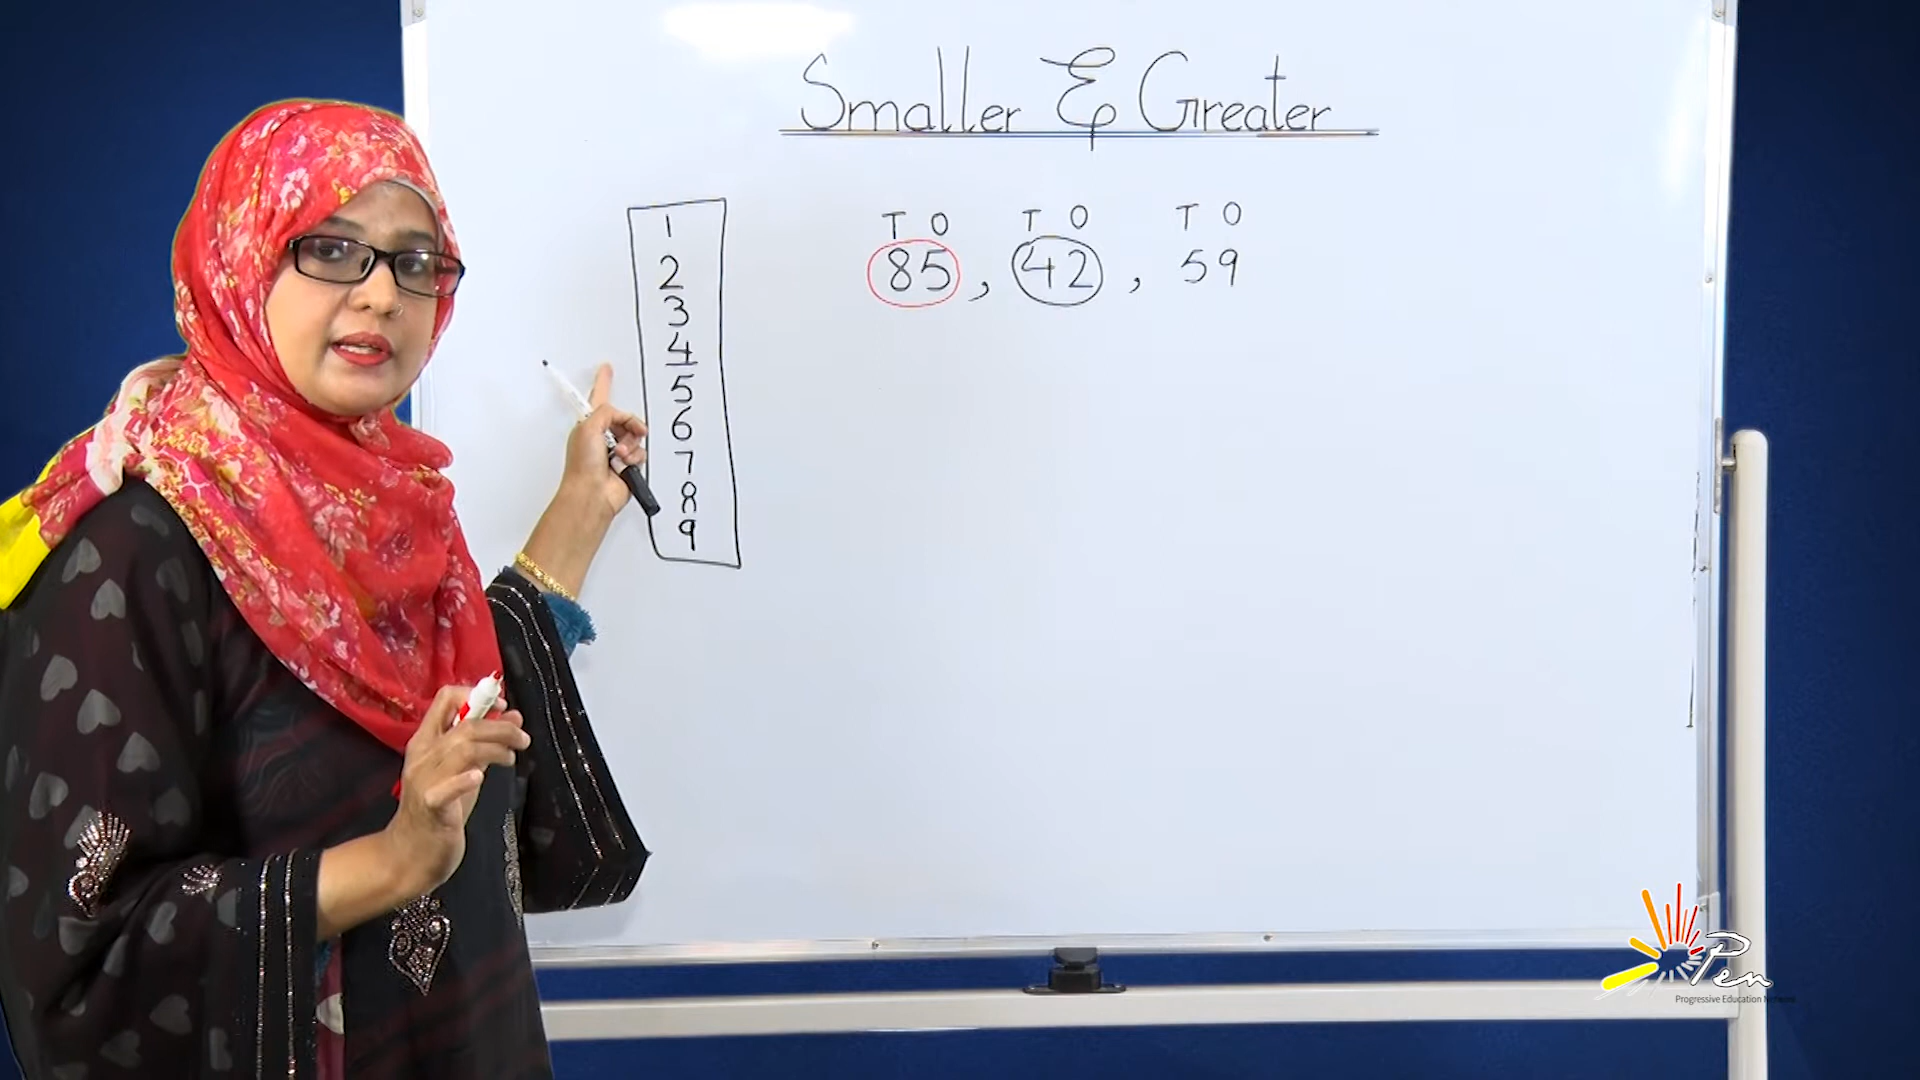 Smaller & Greater
T O T O T O
85 , 42 , 59
1
2
3
4
5
6
7
8
9
Pen
Progressive Education Network